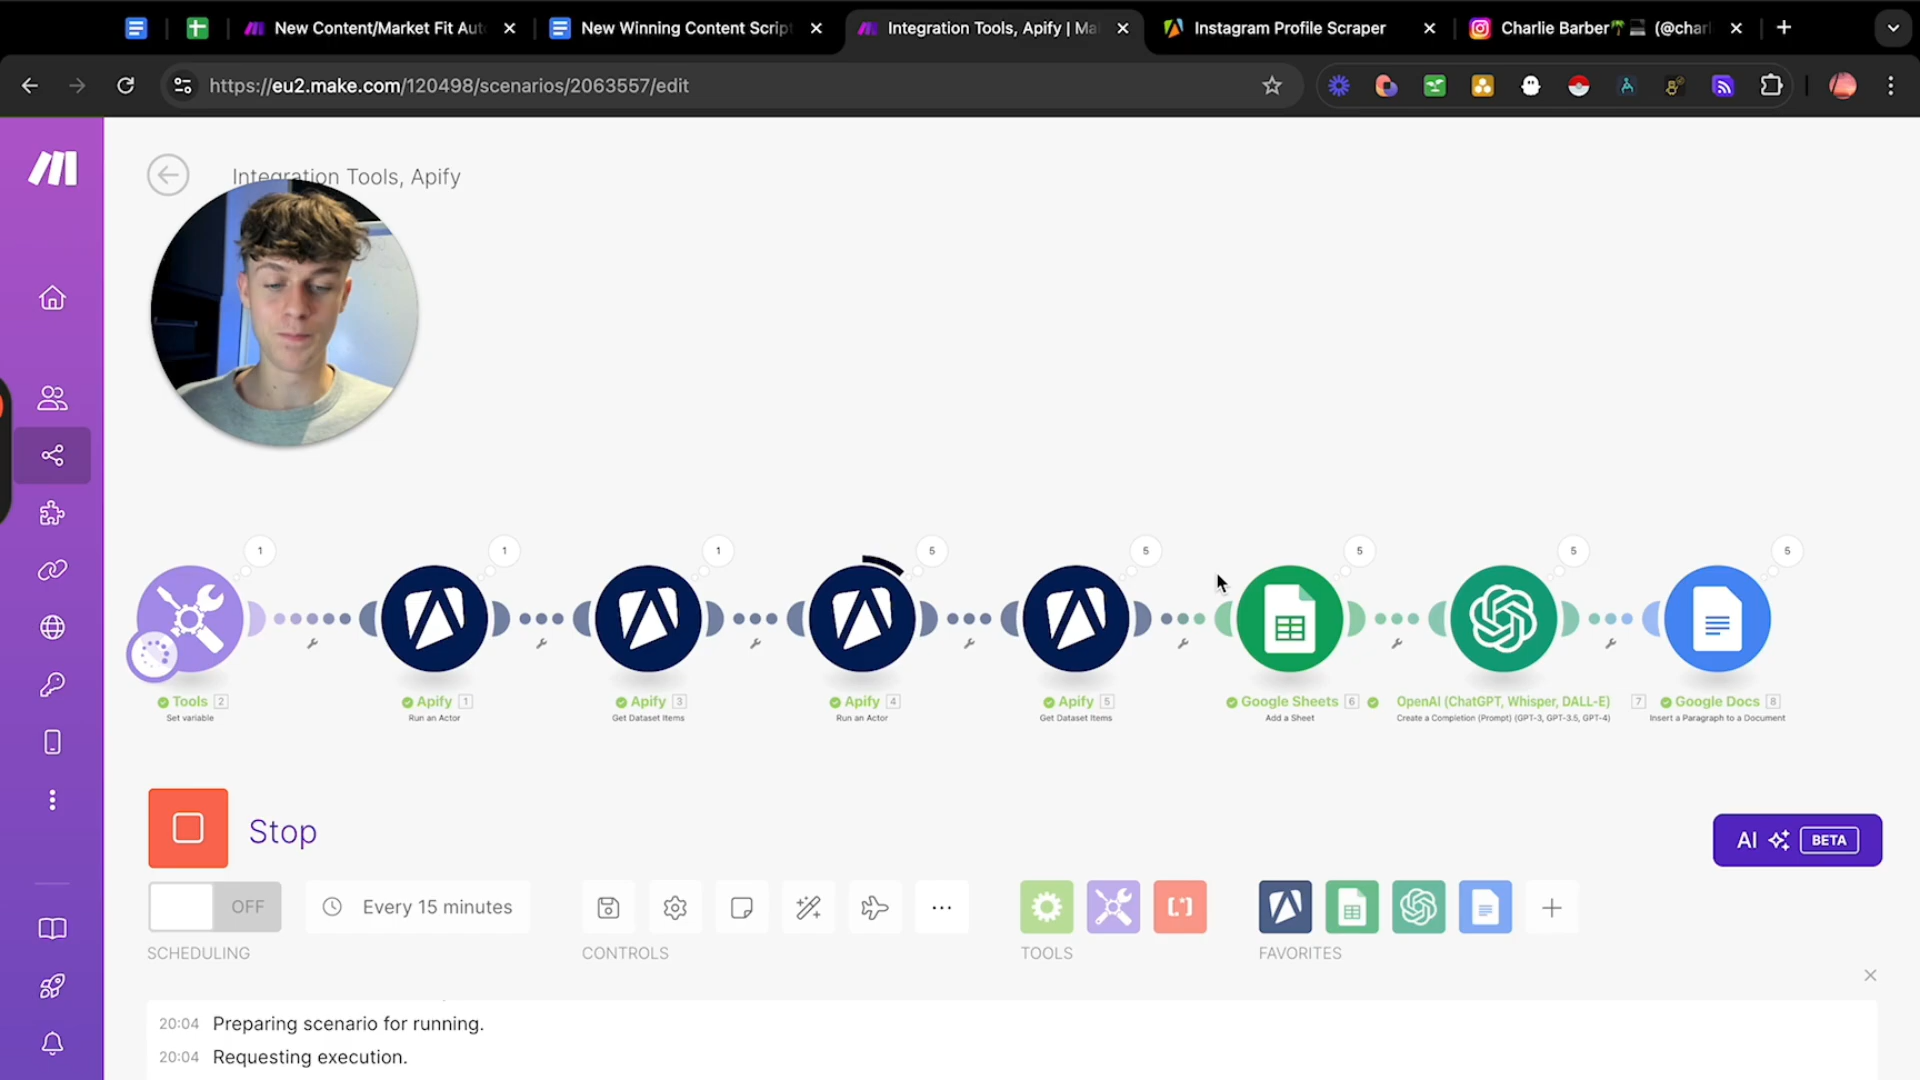 New Content/Market Fit Aut
New Winning Content Script
Integration Tools, Apify | Ma
Instagram Profile Scraper
Charlie Barber🌴💻 (@char
https://eu2.make.com/120498/scenarios/2063557/edit
Integration Tools, Apify
1
1
1
5
5
5
5
5
Tools 2
Set variable
Apify 1
Run an Actor
Apify 3
Get Dataset Items
Apify 4
Run an Actor
Apify 5
Get Dataset Items
Google Sheets 6
Add a Sheet
OpenAI (ChatGPT, Whisper, DALL-E) 7
Create a Completion (Prompt) (GPT-3, GPT-3.5, GPT-4)
Google Docs 8
Insert a Paragraph to a Document
Stop
AI BETA
OFF
Every 15 minutes
SCHEDULING
CONTROLS
TOOLS
FAVORITES
20:04 Preparing scenario for running.
20:04 Requesting execution.